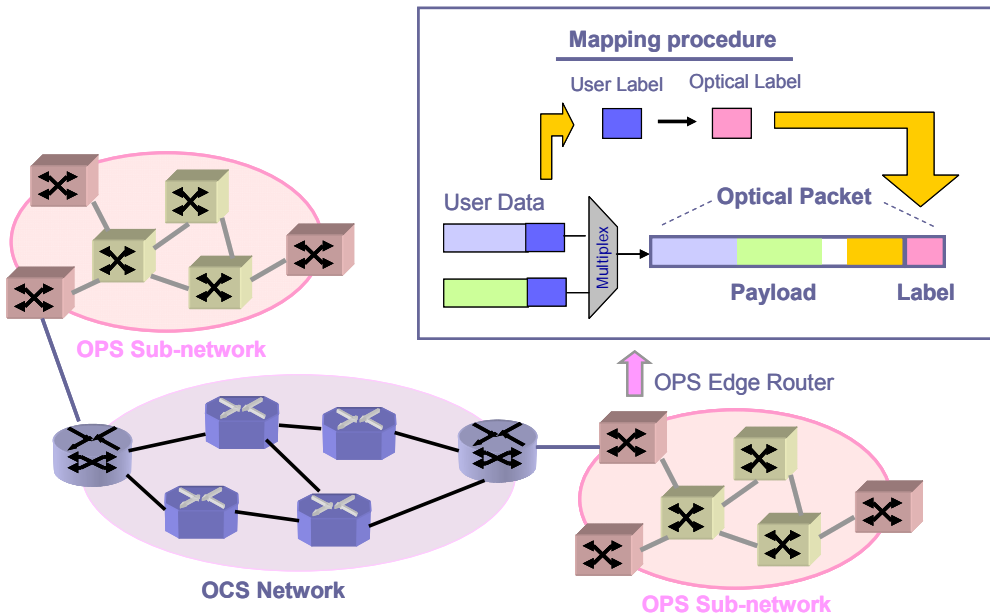 Mapping procedure
User Label
Optical Label
User Data
Optical Packet
Multiplex
Payload
Label
OPS Sub-network
OPS Edge Router
OCS Network
OPS Sub-network